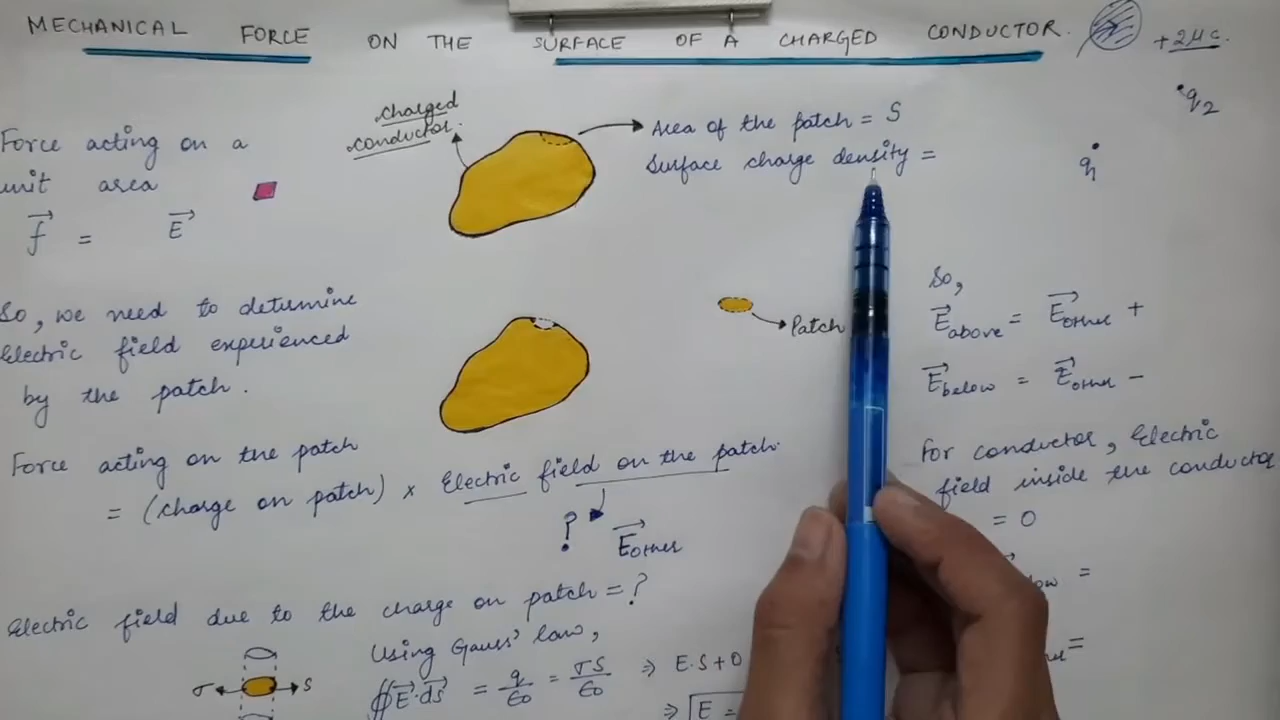 MECHANICAL FORCE ON THE SURFACE OF A CHARGED CONDUCTOR.
+2μc.
q2
q1
charged
conductor.
Area of the patch = S
Surface charge density =
Force acting on a
unit area
f⃗ = E⃗
So, we need to determine
Electric field experienced
by the patch.
Patch
So,
E⃗above = E⃗other +
E⃗below = E⃗other −
Force acting on the patch
= (charge on patch) × Electric field on the patch.
? E⃗other
For conductor, Electric
field inside the conductor
= 0
=
=
Electric field due to the charge on patch = ?
Using Gauss' law,
σ S
∯E⃗.ds⃗ = q/ε0 = σS/ε0 ⇒ E.S + 0
⇒ E =